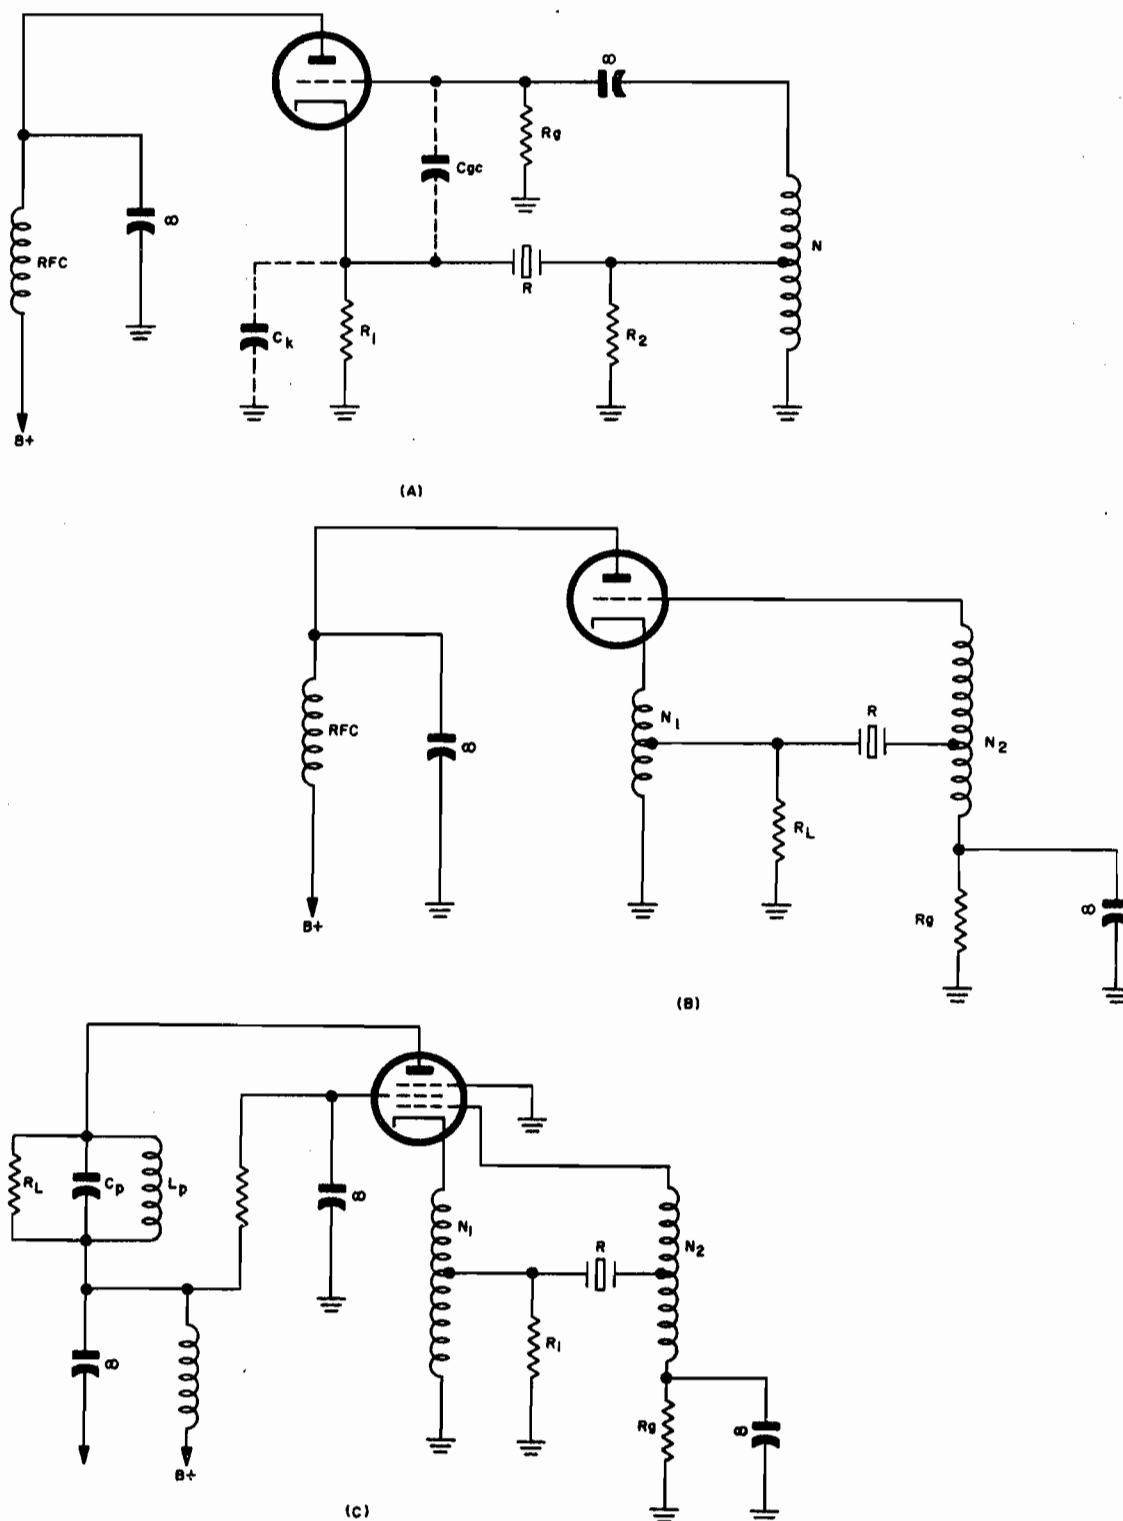 ∞
Rg
Cgc
RFC
∞
N
R
Ck
R1
R2
B+
(A)
R
N1
RFC
∞
N2
RL
Rg
∞
B+
(B)
RL
Cp
Lp
∞
N1
R
N2
R1
∞
Rg
∞
B+
(C)